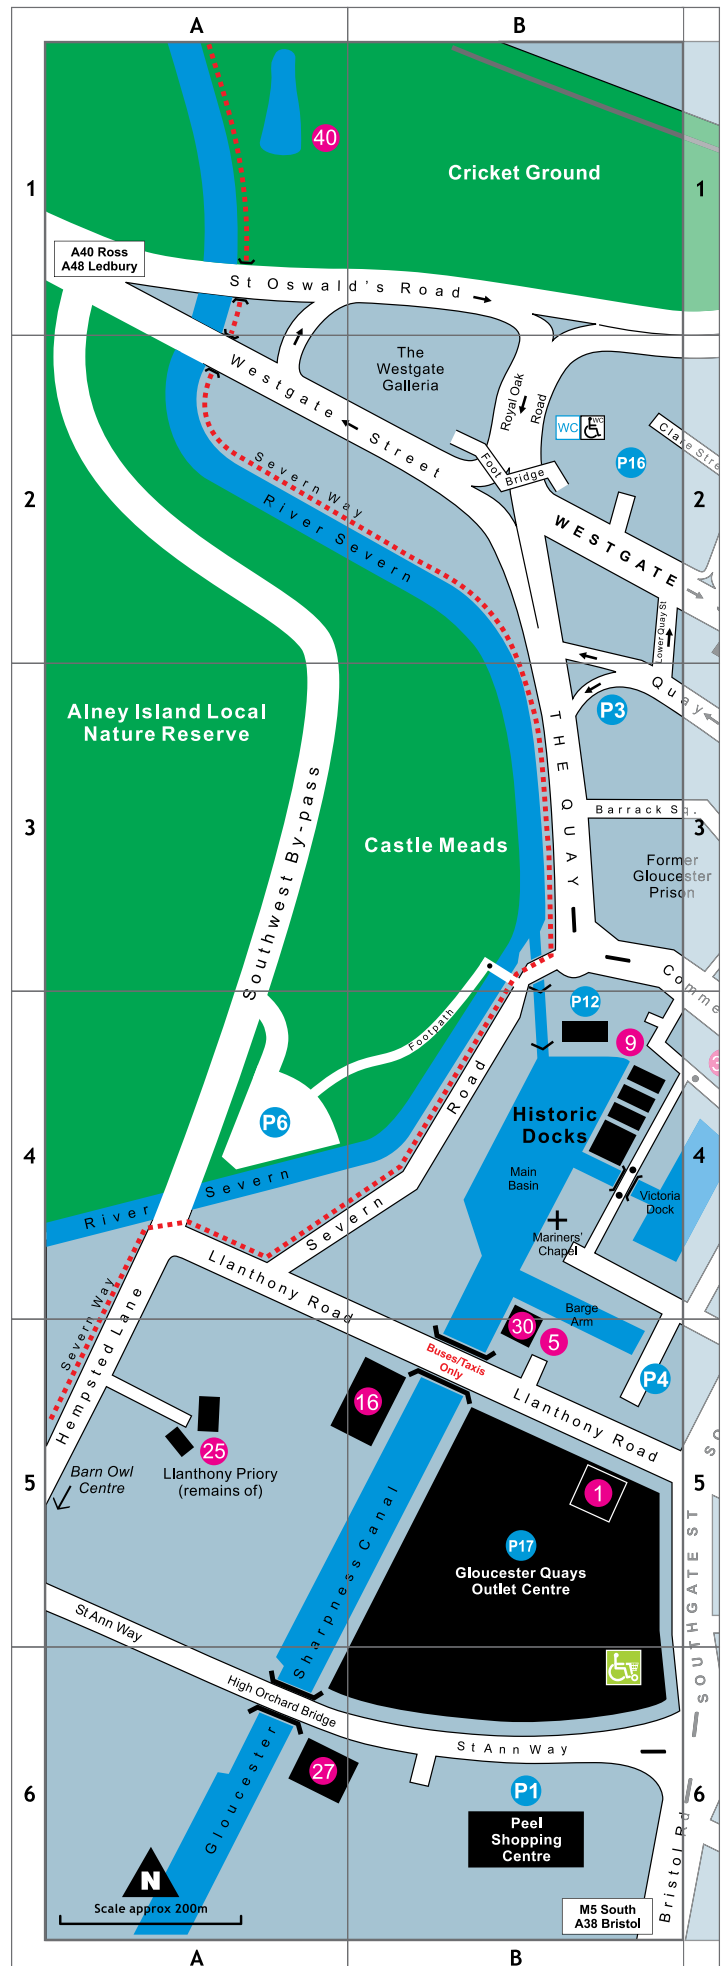 A
B
1
1
40
Cricket Ground
A40 Ross
A48 Ledbury
St Oswald's Road
The
Westgate
Galleria
Westgate Street
Royal Oak
Road
WC
WC
P16
Foot
Bridge
2
2
Severn Way
River Severn
WESTGATE
Lower Quay St
Quay
P3
Alney Island Local
Nature Reserve
THE QUAY
Barrack Sq.
3
3
Castle Meads
Former
Gloucester
Prison
Southwest By-pass
P12
Footpath
9
Road
Historic
Docks
P6
4
4
Main
Basin
Victoria
Dock
River Severn
Severn
Mariners'
Chapel
Llanthony Road
Severn Way
Hempsted Lane
Barge
Arm
30
5
Buses/Taxis
Only
P4
16
Llanthony Road
25
Llanthony Priory
(remains of)
Barn Owl
Centre
5
5
1
P17
Gloucester Quays
Outlet Centre
SOUTHGATE ST
Sharpness Canal
St Ann Way
High Orchard Bridge
St Ann Way
Gloucester
27
6
6
P1
Peel
Shopping
Centre
Bristol Rd
N
Scale approx 200m
M5 South
A38 Bristol
A
B